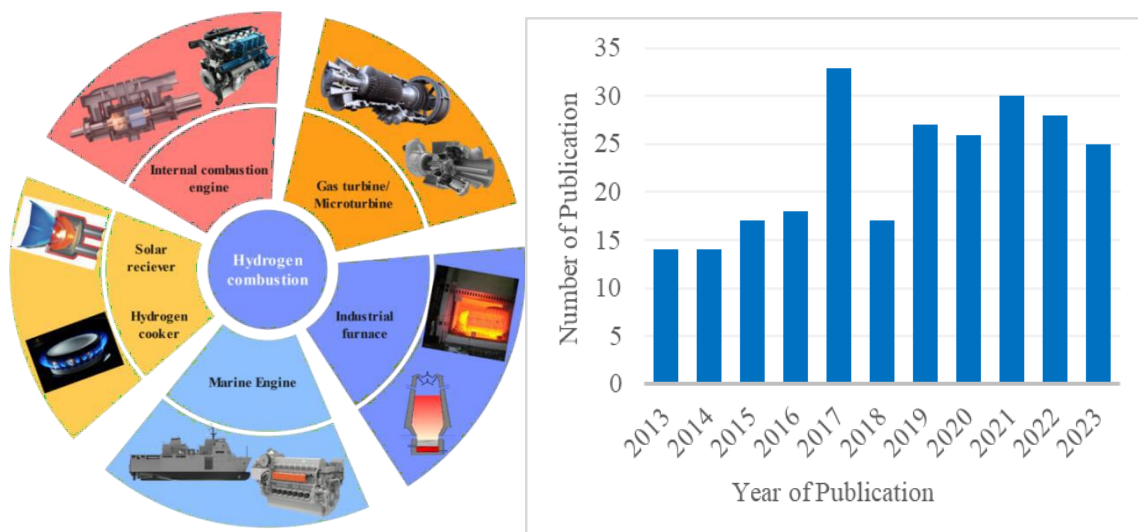 Internal combustion
engine
Gas turbine/
Microturbine
Solar
reciever
Hydrogen
cooker
Hydrogen
combustion
Industrial
furnace
Marine Engine
Number of Publication
35
30
25
20
15
10
5
0
2013
2014
2015
2016
2017
2018
2019
2020
2021
2022
2023
Year of Publication